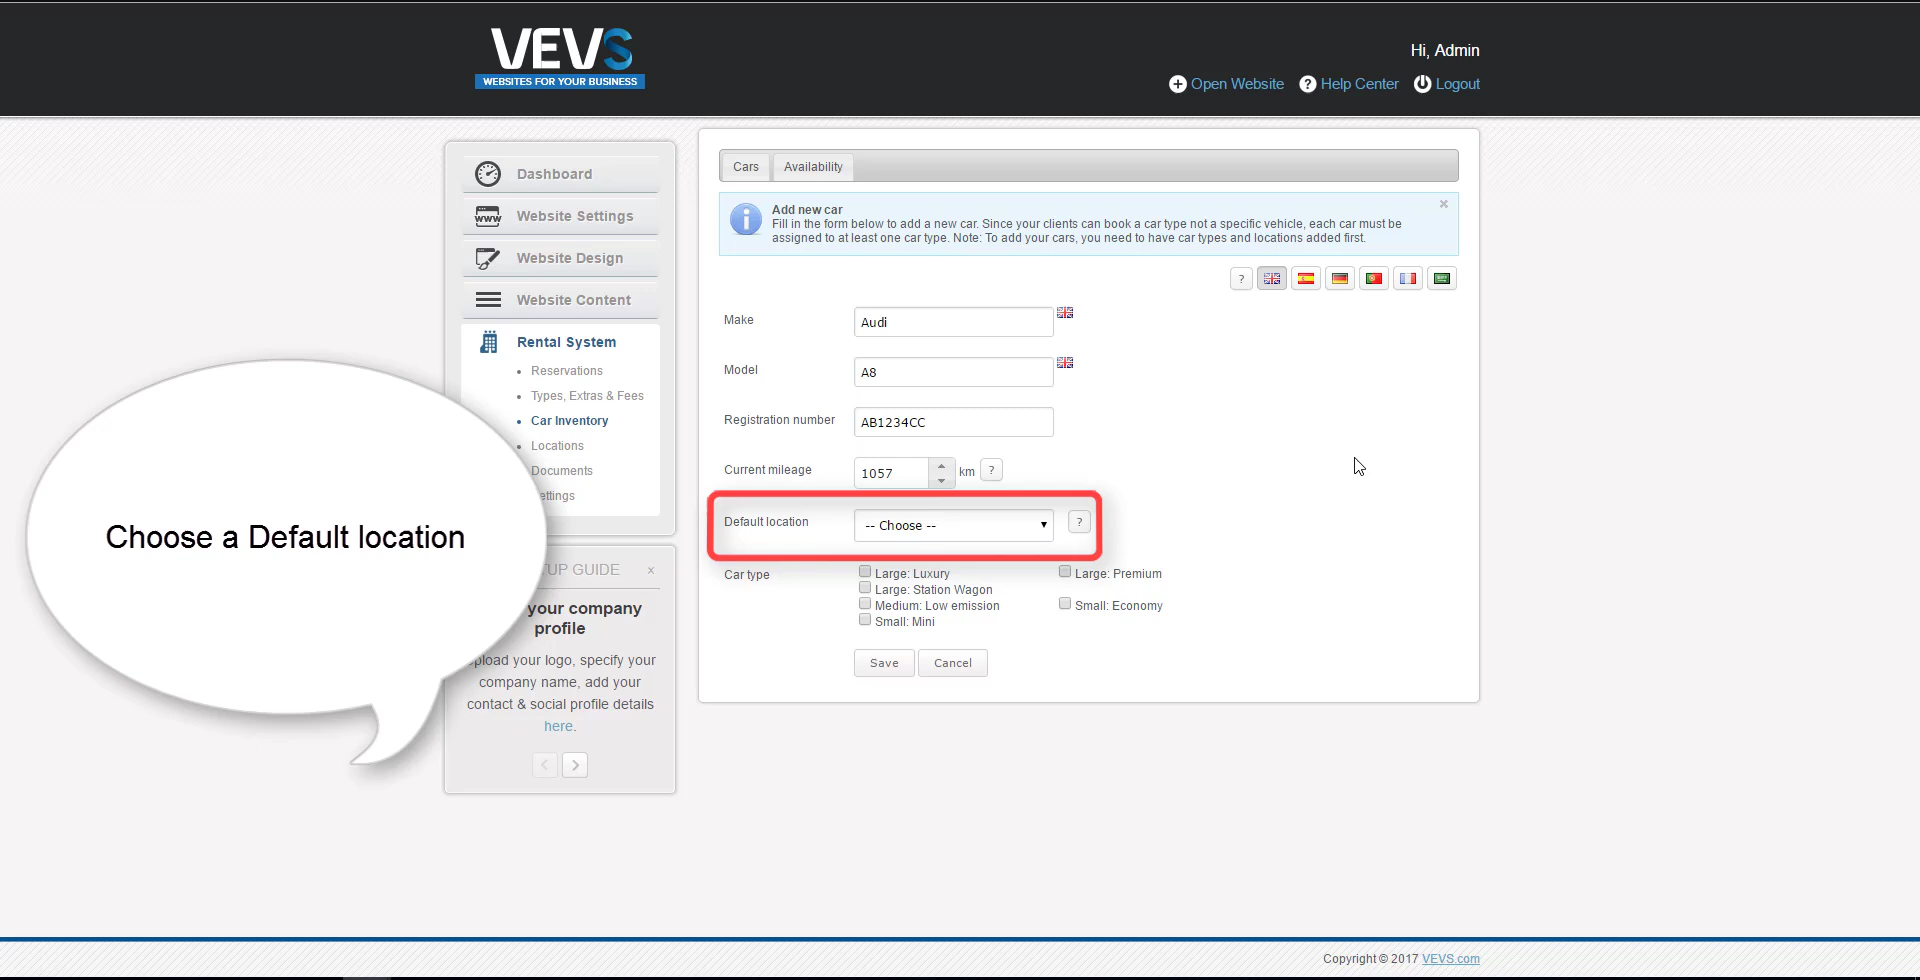 VEVS
WEBSITES FOR YOUR BUSINESS
Hi, Admin
Open Website
Help Center
Logout
Dashboard
Website Settings
Website Design
Website Content
Rental System
Reservations
Types, Extras & Fees
Car Inventory
Locations
Documents
ettings
UP GUIDE x
your company
profile
pload your logo, specify your
company name, add your
contact & social profile details
here.
Choose a Default location
Cars
Availability
Add new car
Fill in the form below to add a new car. Since your clients can book a car type not a specific vehicle, each car must be
assigned to at least one car type. Note: To add your cars, you need to have car types and locations added first.
?
Make Audi
Model A8
Registration number AB1234CC
Current mileage 1057 km ?
Default location -- Choose -- ?
Car type
Large: Luxury Large: Premium
Large: Station Wagon
Medium: Low emission Small: Economy
Small: Mini
Save Cancel
Copyright © 2017 VEVS.com